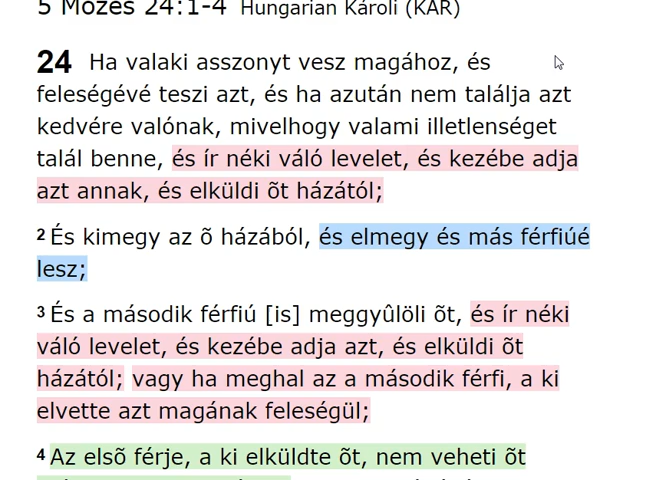 5 Mózes 24:1-4 Hungarian Károli (KAR)
24 Ha valaki asszonyt vesz magához, és
feleségévé teszi azt, és ha azután nem találja azt
kedvére valónak, mivelhogy valami illetlenséget
talál benne, és ír néki váló levelet, és kezébe adja
azt annak, és elküldi õt házától;
2 És kimegy az õ házából, és elmegy és más férfiúé
lesz;
3 És a második férfiú [is] meggyûlöli õt, és ír néki
váló levelet, és kezébe adja azt, és elküldi õt
házától; vagy ha meghal az a második férfi, a ki
elvette azt magának feleségül;
4 Az elsõ férje, a ki elküldte õt, nem veheti õt